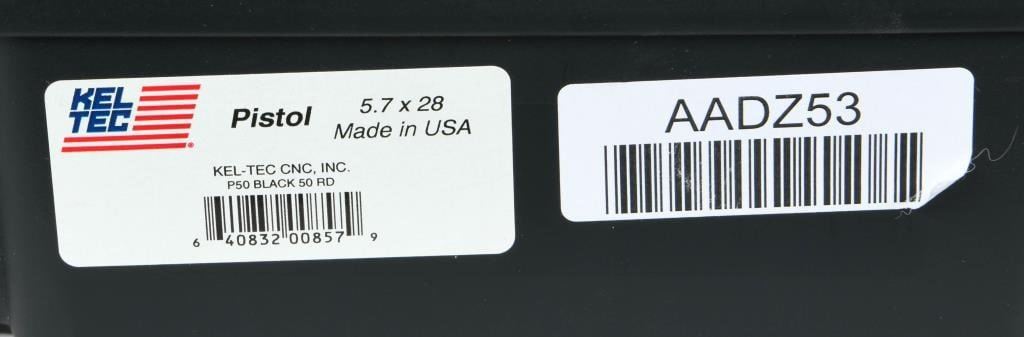 KEL
TEC
Pistol
5.7 x 28
Made in USA
KEL-TEC CNC, INC.
P50 BLACK 50 RD
6 40832 00857 9
AADZ53